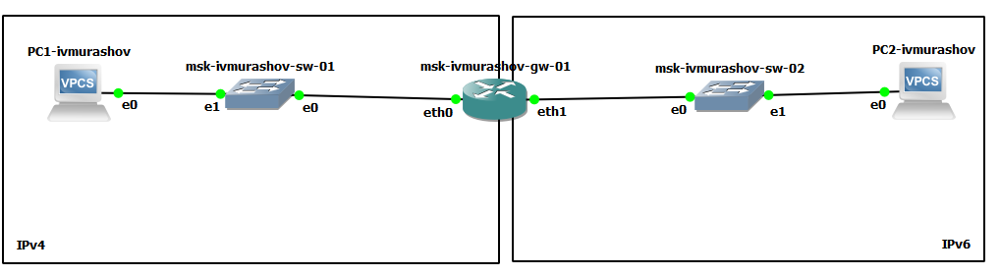 PC1-ivmurashov
VPCS
e0
msk-ivmurashov-sw-01
e1
e0
msk-ivmurashov-gw-01
eth0
eth1
msk-ivmurashov-sw-02
e0
e1
PC2-ivmurashov
VPCS
e0
IPv4
IPv6